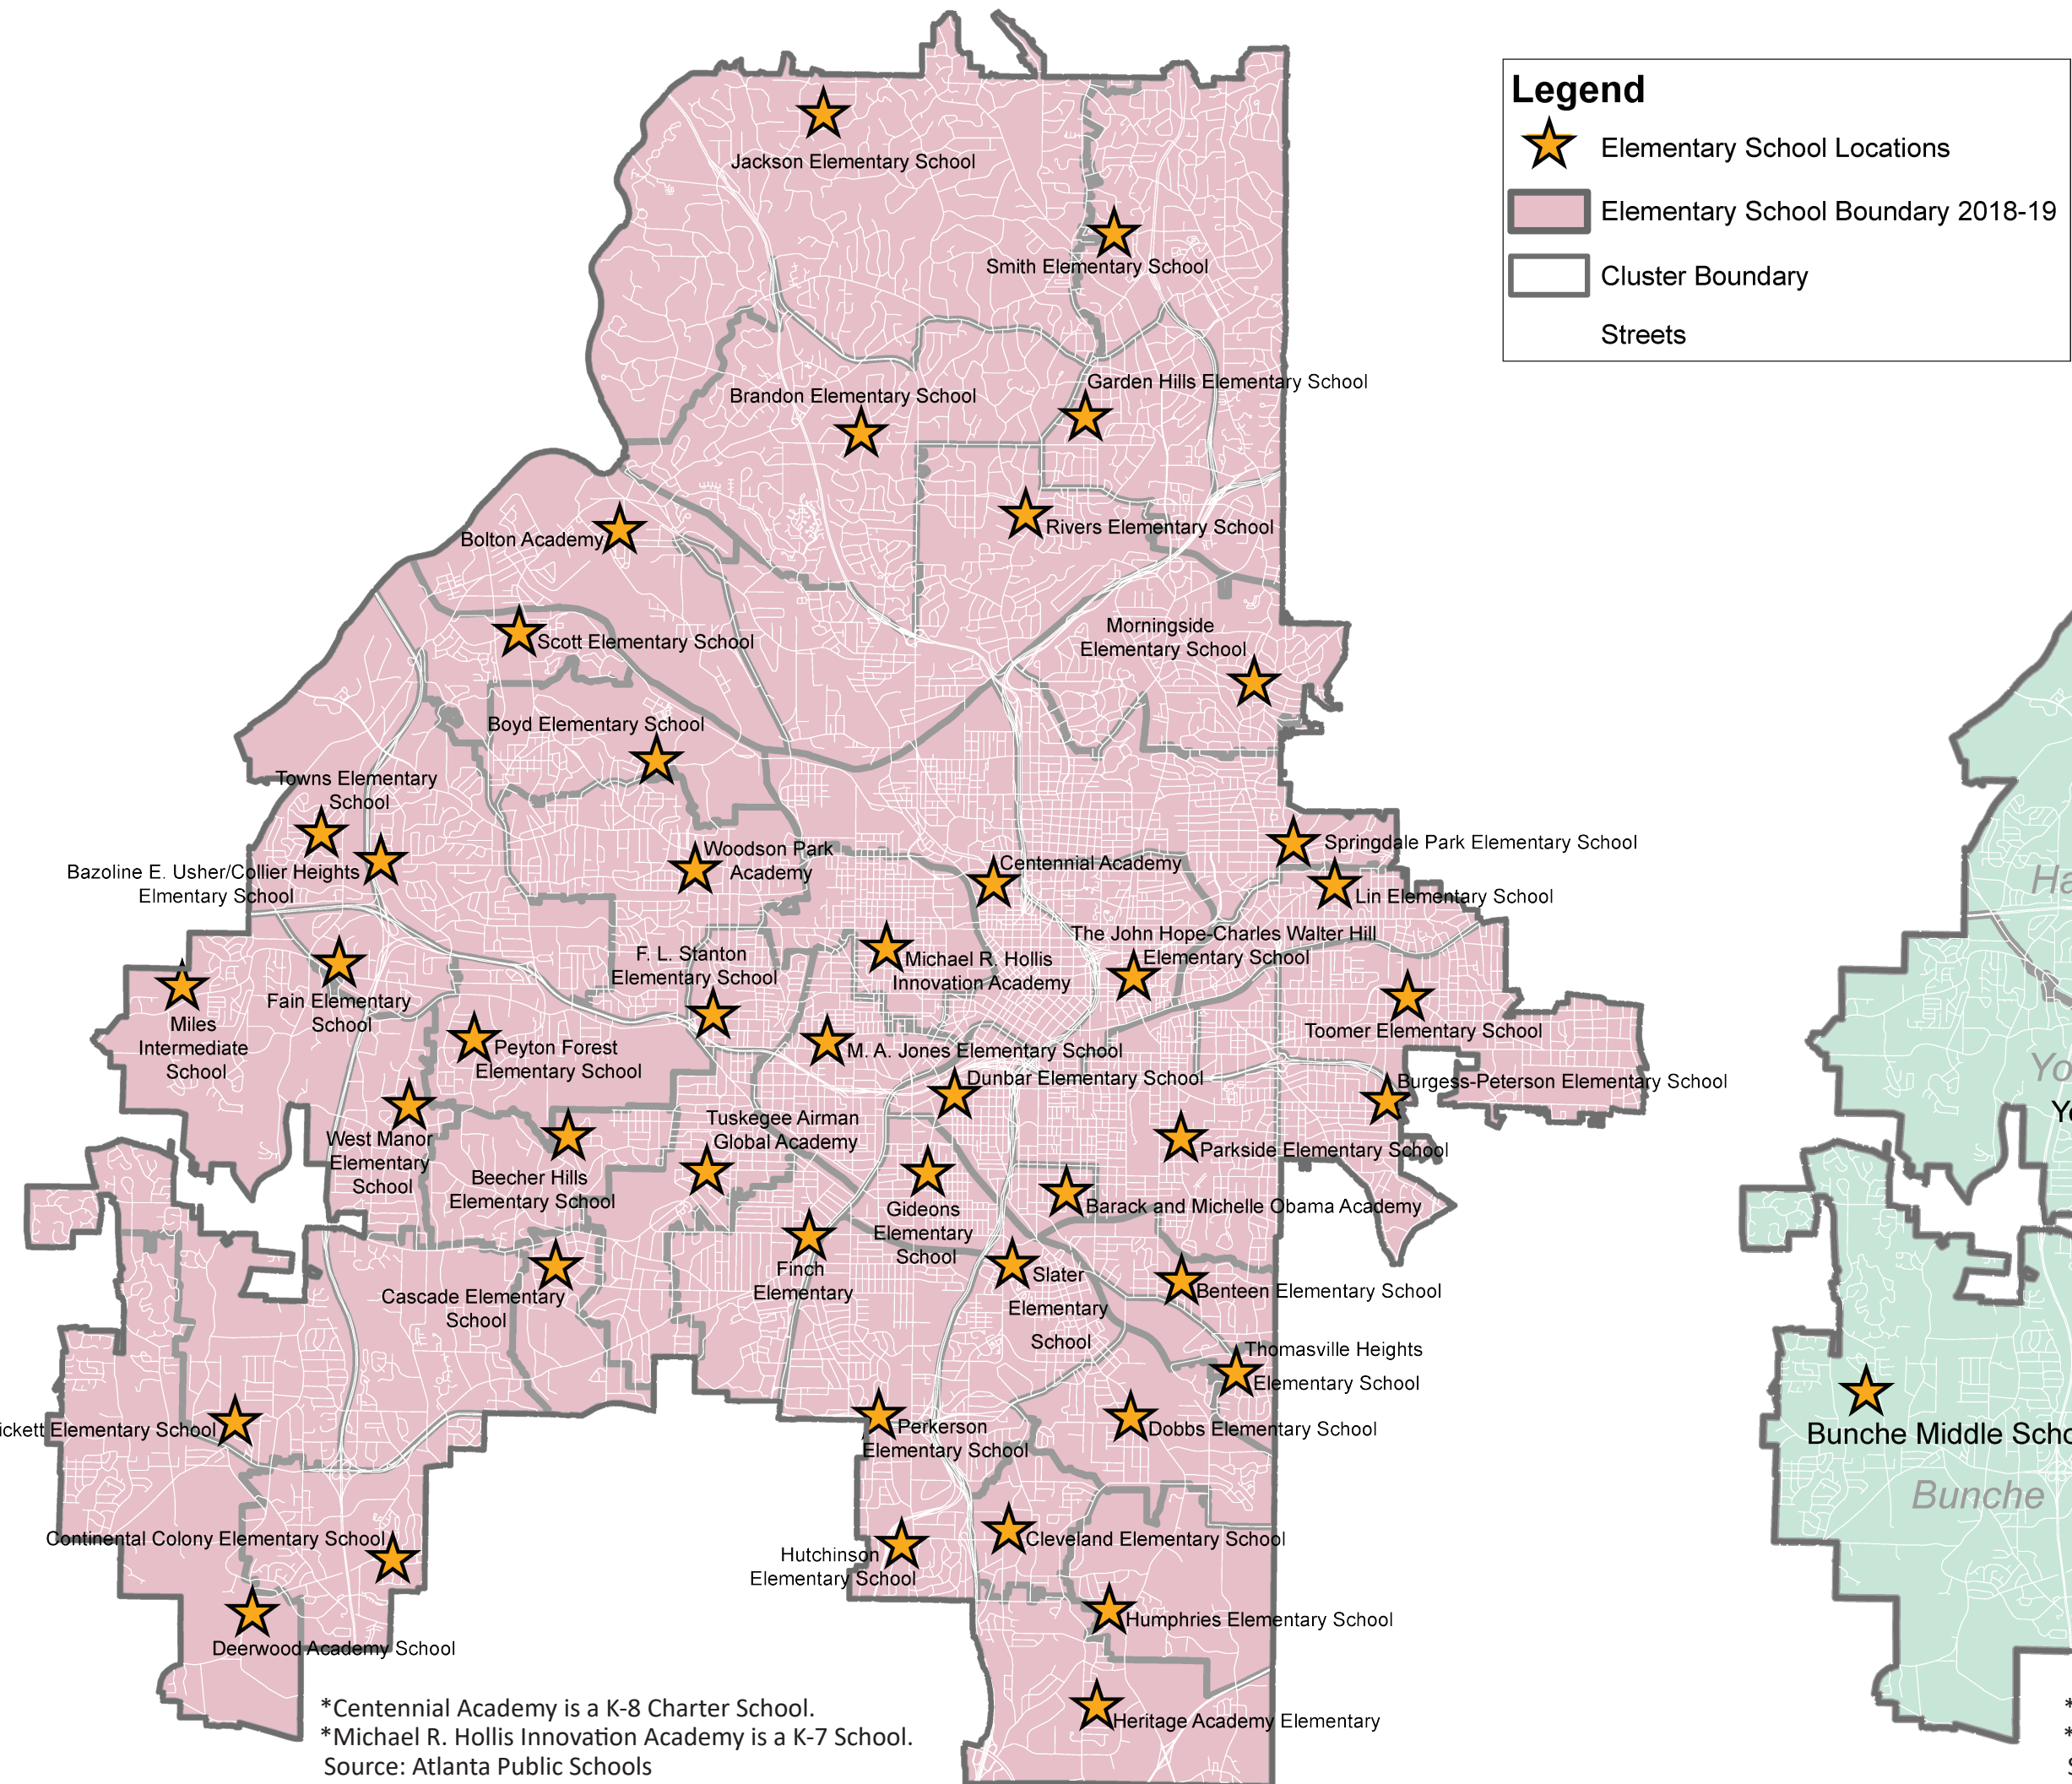 Legend
Elementary School Locations
Elementary School Boundary 2018-19
Cluster Boundary
Streets
Jackson Elementary School
Smith Elementary School
Garden Hills Elementary School
Brandon Elementary School
Rivers Elementary School
Bolton Academy
Morningside
Elementary School
Scott Elementary School
Boyd Elementary School
Towns Elementary
School
Springdale Park Elementary School
Woodson Park
Academy
Centennial Academy
Bazoline E. Usher/Collier Heights
Elmentary School
Lin Elementary School
The John Hope-Charles Walter Hill
Elementary School
F. L. Stanton
Elementary School
Michael R. Hollis
Innovation Academy
Fain Elementary
School
Miles
Intermediate
School
Toomer Elementary School
Peyton Forest
Elementary School
M. A. Jones Elementary School
Dunbar Elementary School
Burgess-Peterson Elementary School
Tuskegee Airman
Global Academy
West Manor
Elementary
School
Parkside Elementary School
Beecher Hills
Elementary School
Gideons
Elementary
School
Barack and Michelle Obama Academy
Finch
Elementary
Slater
Elementary
School
Cascade Elementary
School
Benteen Elementary School
Thomasville Heights
Elementary School
ickett Elementary School
Perkerson
Elementary School
Dobbs Elementary School
Continental Colony Elementary School
Hutchinson
Elementary School
Cleveland Elementary School
Humphries Elementary School
Deerwood Academy School
Heritage Academy Elementary
*Centennial Academy is a K-8 Charter School.
*Michael R. Hollis Innovation Academy is a K-7 School.
Source: Atlanta Public Schools
Bunche Middle Scho
Bunche